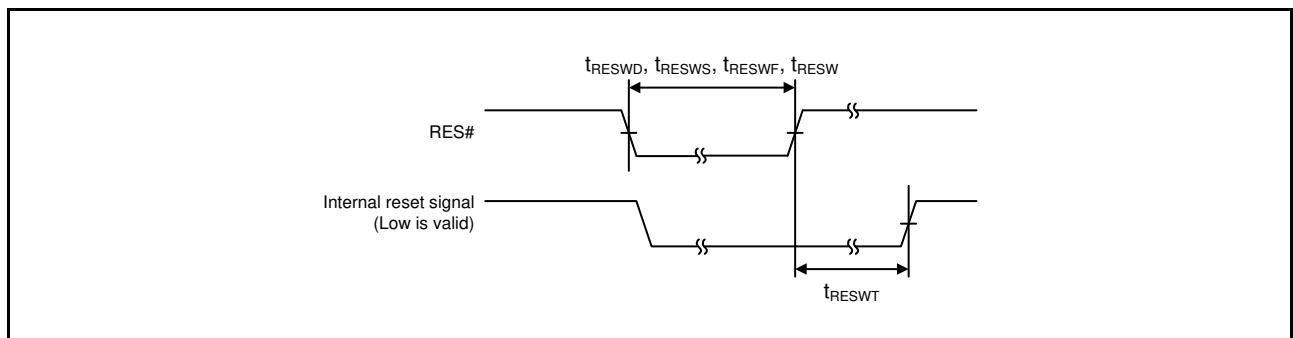 tRESWD, tRESWS, tRESWF, tRESW
RES#
Internal reset signal
(Low is valid)
tRESWT